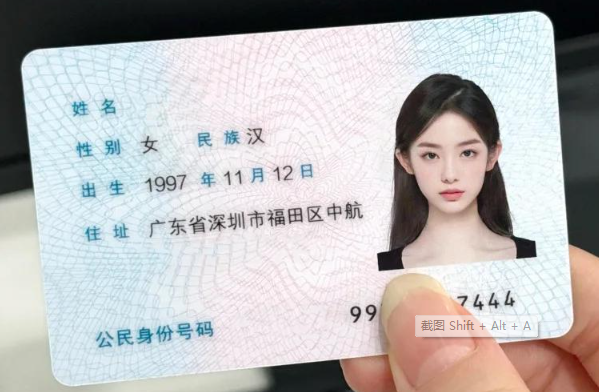 姓名
性别 女 民族 汉
出生 1997 年 11 月 12 日
住址 广东省深圳市福田区中航
公民身份号码 99 7444
截图 Shift + Alt + A